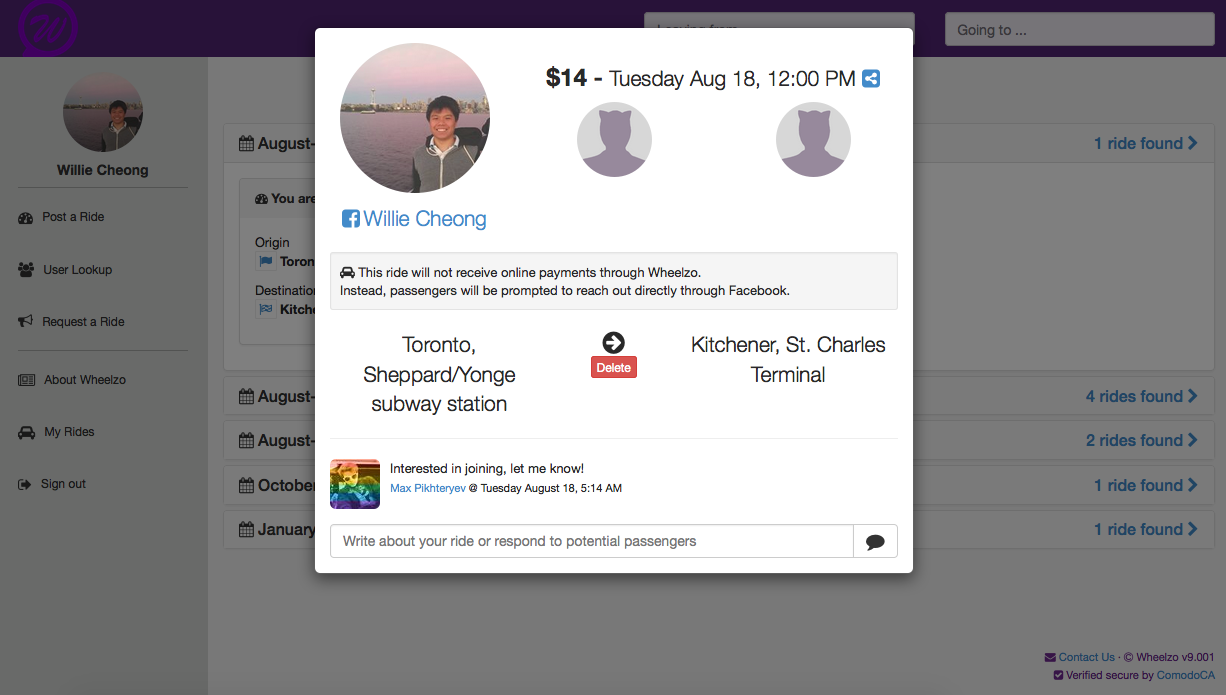 Leaving from
Going to ...
Willie Cheong
Post a Ride
User Lookup
Request a Ride
About Wheelzo
My Rides
Sign out
$14 - Tuesday Aug 18, 12:00 PM
Willie Cheong
This ride will not receive online payments through Wheelzo.
Instead, passengers will be prompted to reach out directly through Facebook.
Toronto,
Sheppard/Yonge
subway station
Delete
Kitchener, St. Charles
Terminal
Interested in joining, let me know!
Max Pikhteryev @ Tuesday August 18, 5:14 AM
Write about your ride or respond to potential passengers
August-
1 ride found
You are
Origin
Toron
Destination
Kitche
August-
4 rides found
August-
2 rides found
October
1 ride found
January
1 ride found
Contact Us · © Wheelzo v9.001
Verified secure by ComodoCA